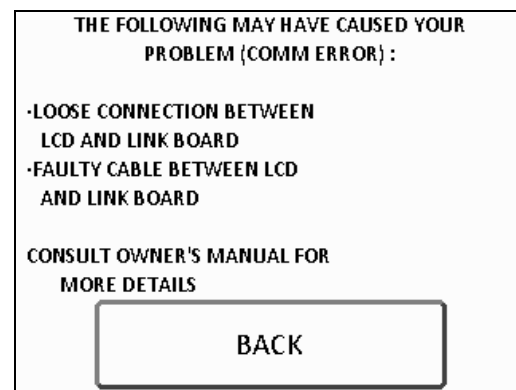 THE FOLLOWING MAY HAVE CAUSED YOUR
PROBLEM (COMM ERROR) :
·LOOSE CONNECTION BETWEEN
LCD AND LINK BOARD
·FAULTY CABLE BETWEEN LCD
AND LINK BOARD
CONSULT OWNER'S MANUAL FOR
MORE DETAILS
BACK